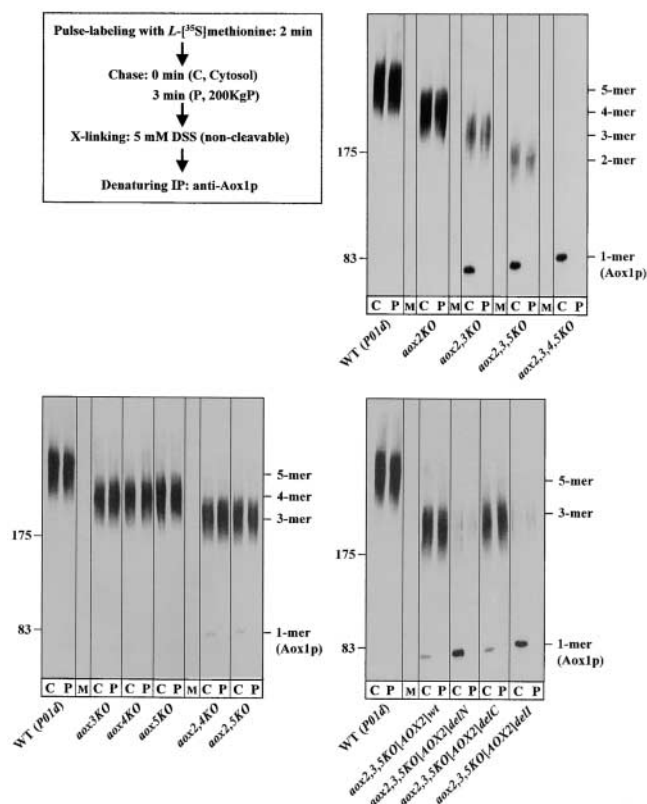 Pulse-labeling with L-[35S]methionine: 2 min
Chase: 0 min (C, Cytosol)
3 min (P, 200KgP)
X-linking: 5 mM DSS (non-cleavable)
Denaturing IP: anti-Aox1p
5-mer
4-mer
3-mer
2-mer
1-mer
(Aox1p)
175
83
C P M C P M C P M C P M C P
WT (P01d)
aox2KO
aox2,3KO
aox2,3,5KO
aox2,3,4,5KO
5-mer
4-mer
3-mer
1-mer
(Aox1p)
175
83
C P M C P C P C P M C P C P
WT (P01d)
aox3KO
aox4KO
aox5KO
aox2,4KO
aox2,5KO
5-mer
3-mer
1-mer
(Aox1p)
175
83
C P M C P C P C P C P
WT (P01d)
aox2,3,5KO[AOX2]wt
aox2,3,5KO[AOX2]delN
aox2,3,5KO[AOX2]delC
aox2,3,5KO[AOX2]delI